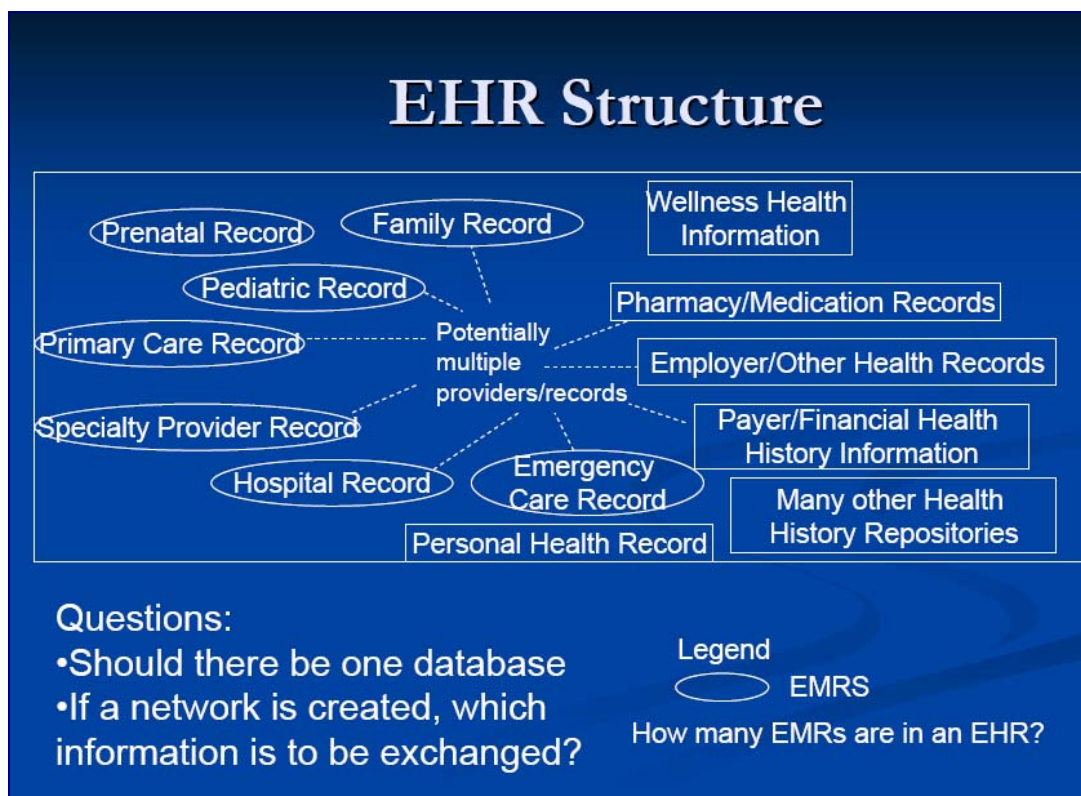 EHR Structure
Prenatal Record
Family Record
Wellness Health
Information
Pediatric Record
Pharmacy/Medication Records
Primary Care Record
Potentially
multiple
providers/records
Employer/Other Health Records
Specialty Provider Record
Payer/Financial Health
History Information
Hospital Record
Emergency
Care Record
Many other Health
History Repositories
Personal Health Record
Questions:
•Should there be one database
•If a network is created, which
information is to be exchanged?
Legend
EMRS
How many EMRs are in an EHR?